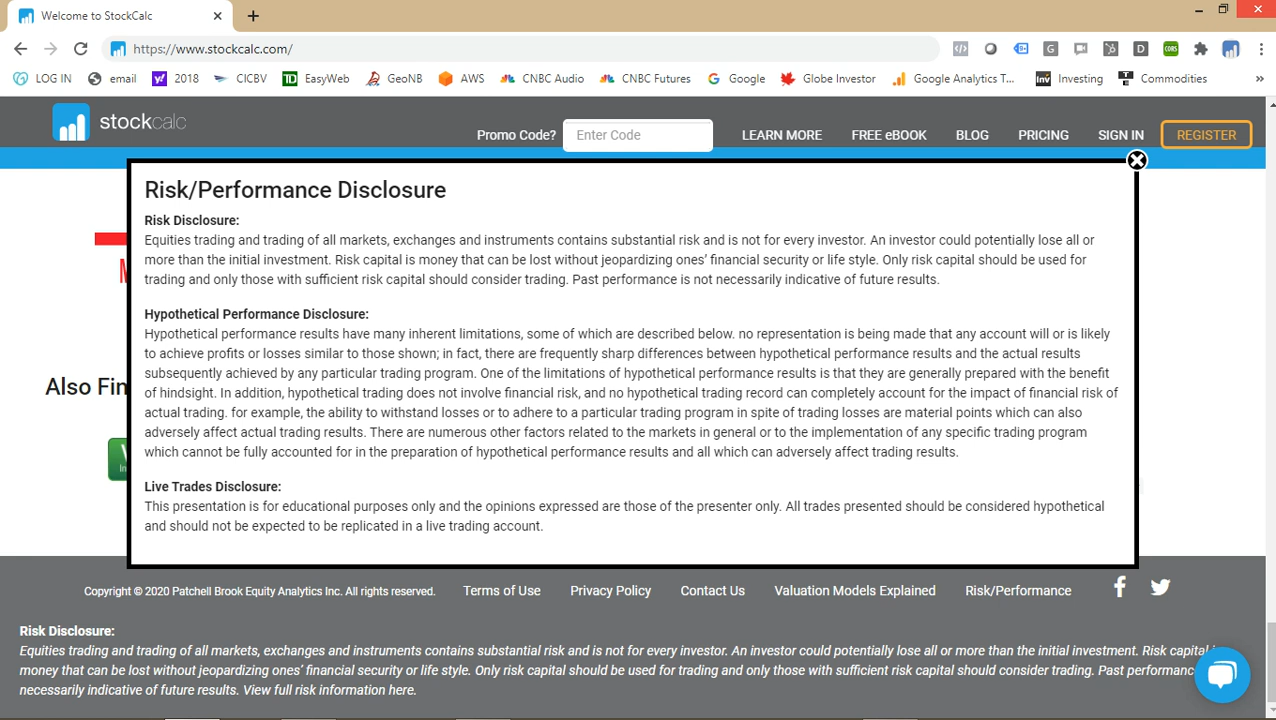 Welcome to StockCalc
https://www.stockcalc.com/
LOG IN email 2018 CICBV EasyWeb GeoNB AWS CNBC Audio CNBC Futures Google Globe Investor Google Analytics T... Investing Commodities »
stockcalc Promo Code? Enter Code LEARN MORE FREE eBOOK BLOG PRICING SIGN IN REGISTER
Risk/Performance Disclosure
Risk Disclosure:
Equities trading and trading of all markets, exchanges and instruments contains substantial risk and is not for every investor. An investor could potentially lose all or
more than the initial investment. Risk capital is money that can be lost without jeopardizing ones’ financial security or life style. Only risk capital should be used for
trading and only those with sufficient risk capital should consider trading. Past performance is not necessarily indicative of future results.
Hypothetical Performance Disclosure:
Hypothetical performance results have many inherent limitations, some of which are described below. no representation is being made that any account will or is likely
to achieve profits or losses similar to those shown; in fact, there are frequently sharp differences between hypothetical performance results and the actual results
subsequently achieved by any particular trading program. One of the limitations of hypothetical performance results is that they are generally prepared with the benefit
of hindsight. In addition, hypothetical trading does not involve financial risk, and no hypothetical trading record can completely account for the impact of financial risk of
actual trading. for example, the ability to withstand losses or to adhere to a particular trading program in spite of trading losses are material points which can also
adversely affect actual trading results. There are numerous other factors related to the markets in general or to the implementation of any specific trading program
which cannot be fully accounted for in the preparation of hypothetical performance results and all which can adversely affect trading results.
Also Fin
Live Trades Disclosure:
This presentation is for educational purposes only and the opinions expressed are those of the presenter only. All trades presented should be considered hypothetical
and should not be expected to be replicated in a live trading account.
Copyright © 2020 Patchell Brook Equity Analytics Inc. All rights reserved. Terms of Use Privacy Policy Contact Us Valuation Models Explained Risk/Performance
Risk Disclosure:
Equities trading and trading of all markets, exchanges and instruments contains substantial risk and is not for every investor. An investor could potentially lose all or more than the initial investment. Risk capital is
money that can be lost without jeopardizing ones’ financial security or life style. Only risk capital should be used for trading and only those with sufficient risk capital should consider trading. Past performance
necessarily indicative of future results. View full risk information here.